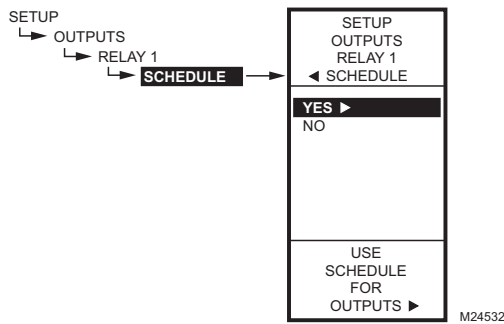 SETUP
OUTPUTS
RELAY 1
SCHEDULE
SETUP
OUTPUTS
RELAY 1
◀ SCHEDULE
YES ▶
NO
USE
SCHEDULE
FOR
OUTPUTS ▶
M24532